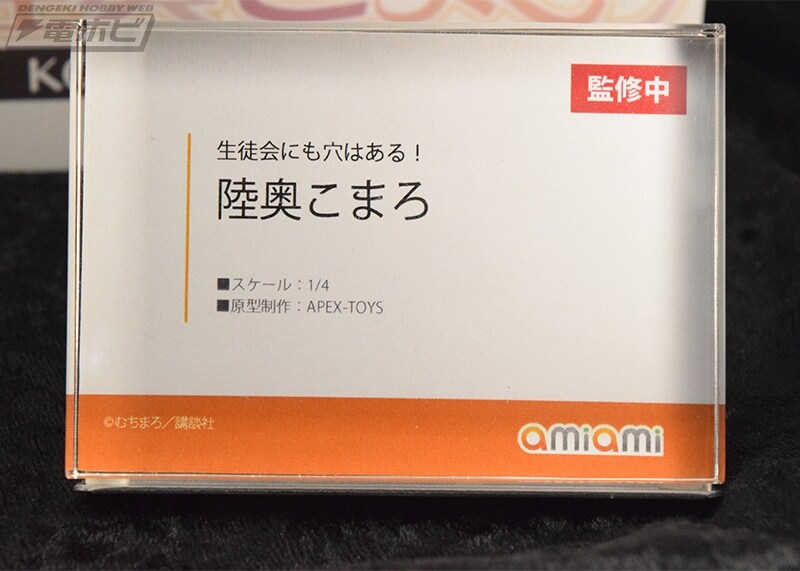 DENGEKI HOBBY WEB
電ホビ
監修中
生徒会にも穴はある！
陸奥こまろ
■スケール：1/4
■原型制作：APEX-TOYS
©むちまろ／講談社
amiami